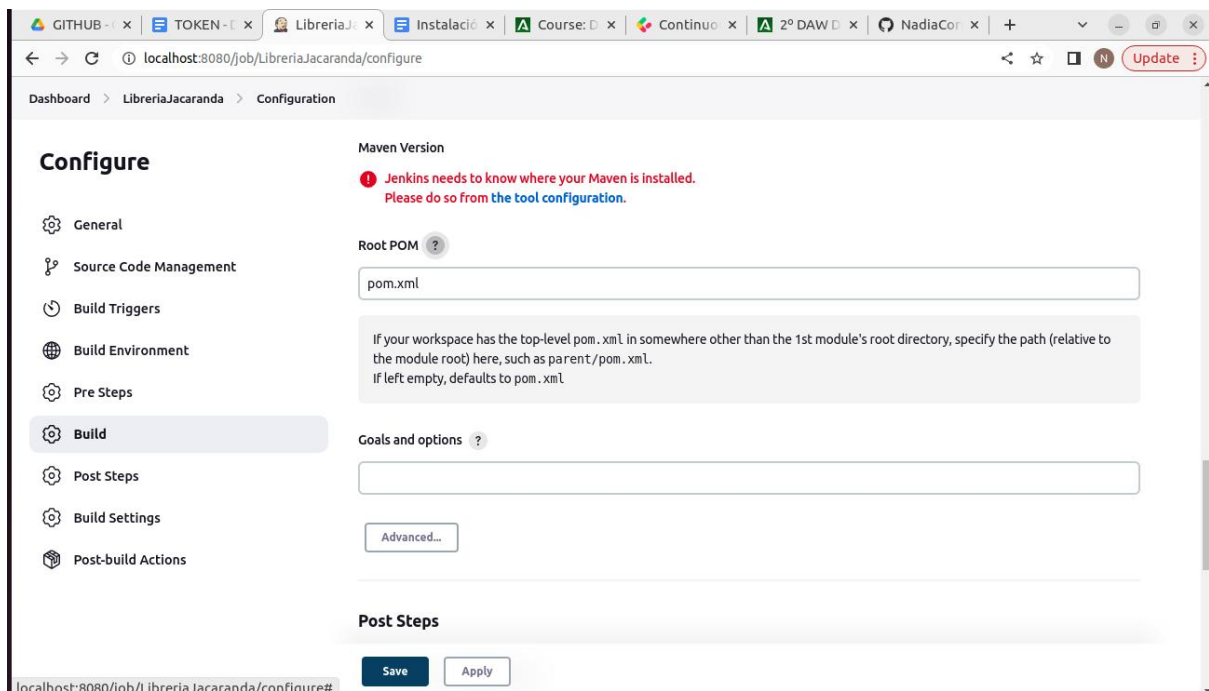 GITHUB -
TOKEN - D
LibreriaJa
Instalació
Course: D
Continuo
2º DAW D
NadiaCor
localhost:8080/job/LibreriaJacaranda/configure
N
Update
Dashboard > LibreriaJacaranda > Configuration
Configure
General
Source Code Management
Build Triggers
Build Environment
Pre Steps
Build
Post Steps
Build Settings
Post-build Actions
Maven Version
Jenkins needs to know where your Maven is installed.
Please do so from the tool configuration.
Root POM ?
pom.xml
If your workspace has the top-level pom.xml in somewhere other than the 1st module's root directory, specify the path (relative to
the module root) here, such as parent/pom.xml.
If left empty, defaults to pom.xml
Goals and options ?
Advanced...
Post Steps
Save
Apply
localhost:8080/job/LibreriaJacaranda/configure#